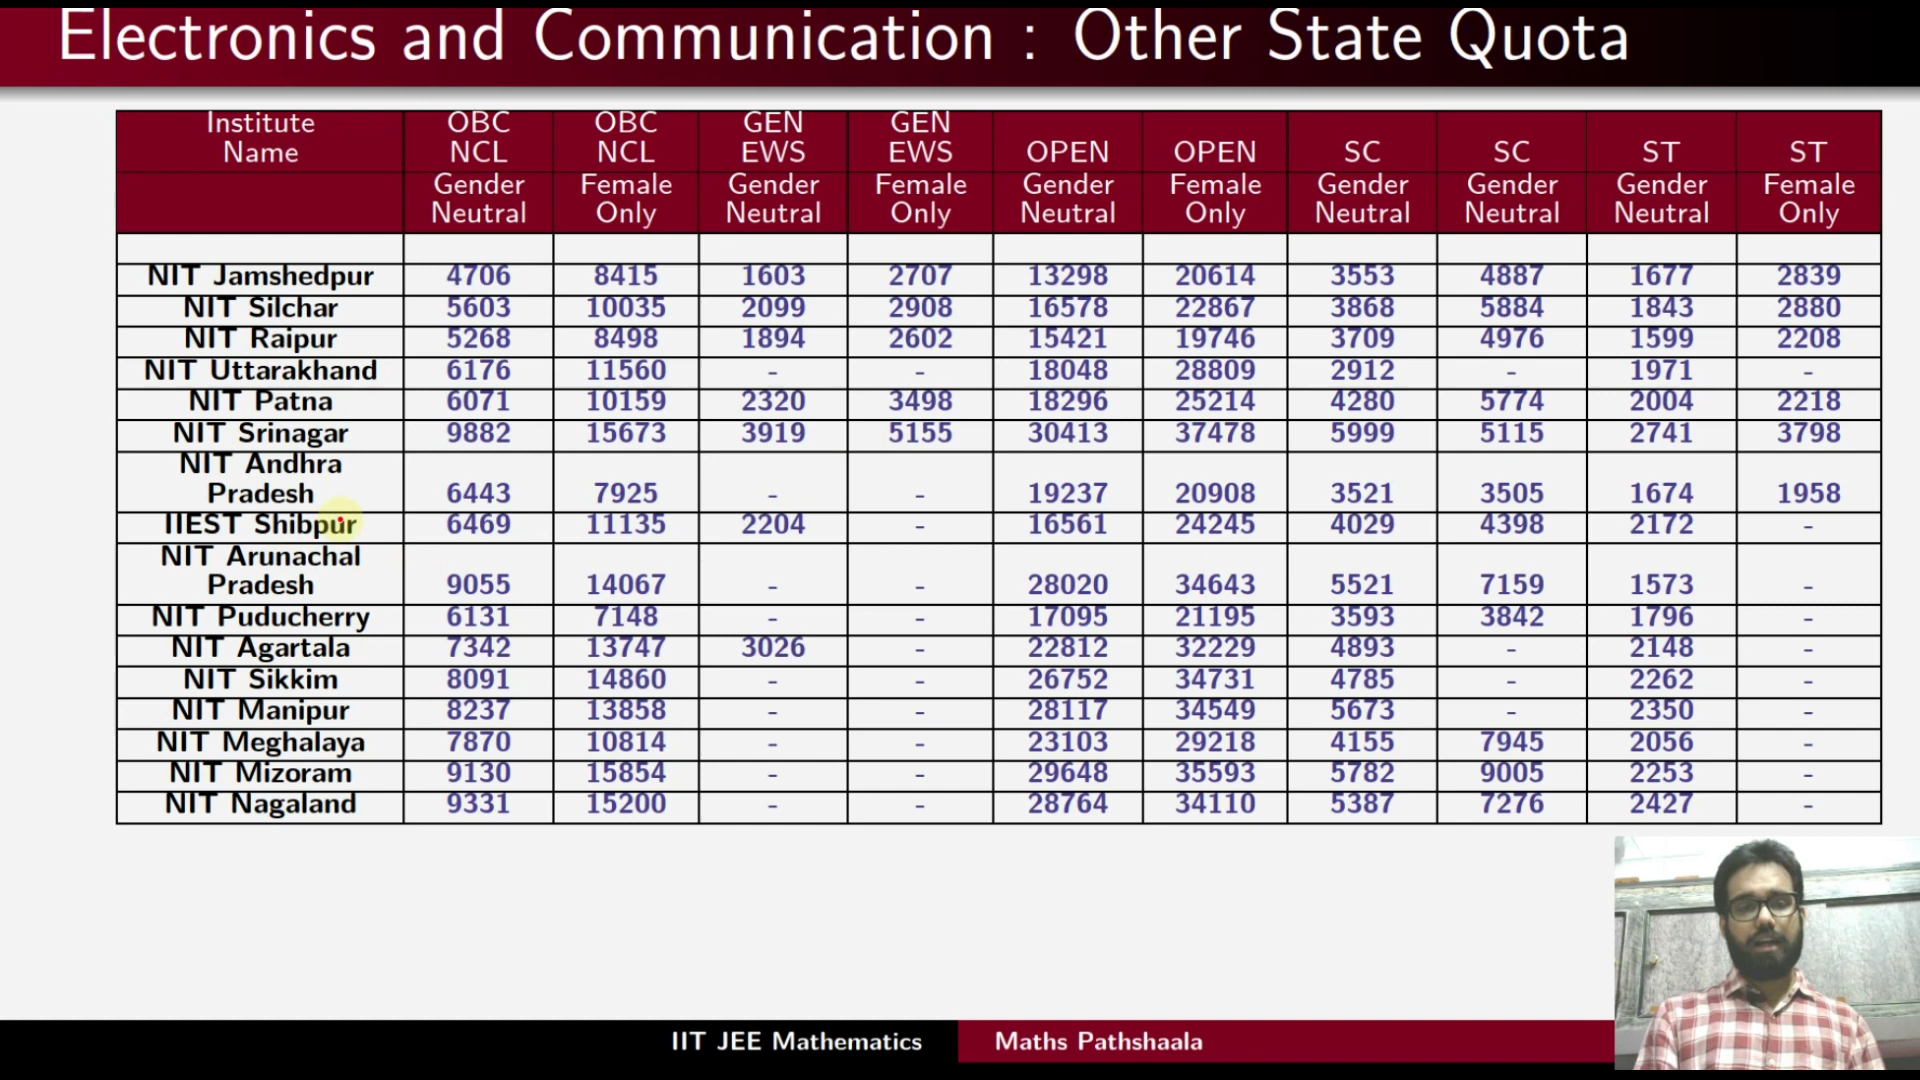 Electronics and Communication : Other State Quota
Institute Name OBC NCL OBC NCL GEN EWS GEN EWS OPEN OPEN SC SC ST ST
Gender Neutral Female Only Gender Neutral Female Only Gender Neutral Female Only Gender Neutral Gender Neutral Gender Neutral Female Only
NIT Jamshedpur 4706 8415 1603 2707 13298 20614 3553 4887 1677 2839
NIT Silchar 5603 10035 2099 2908 16578 22867 3868 5884 1843 2880
NIT Raipur 5268 8498 1894 2602 15421 19746 3709 4976 1599 2208
NIT Uttarakhand 6176 11560 - - 18048 28809 2912 - 1971 -
NIT Patna 6071 10159 2320 3498 18296 25214 4280 5774 2004 2218
NIT Srinagar 9882 15673 3919 5155 30413 37478 5999 5115 2741 3798
NIT Andhra Pradesh 6443 7925 - - 19237 20908 3521 3505 1674 1958
IIEST Shibpur 6469 11135 2204 - 16561 24245 4029 4398 2172 -
NIT Arunachal Pradesh 9055 14067 - - 28020 34643 5521 7159 1573 -
NIT Puducherry 6131 7148 - - 17095 21195 3593 3842 1796 -
NIT Agartala 7342 13747 3026 - 22812 32229 4893 - 2148 -
NIT Sikkim 8091 14860 - - 26752 34731 4785 - 2262 -
NIT Manipur 8237 13858 - - 28117 34549 5673 - 2350 -
NIT Meghalaya 7870 10814 - - 23103 29218 4155 7945 2056 -
NIT Mizoram 9130 15854 - - 29648 35593 5782 9005 2253 -
NIT Nagaland 9331 15200 - - 28764 34110 5387 7276 2427 -
IIT JEE Mathematics Maths Pathshaala